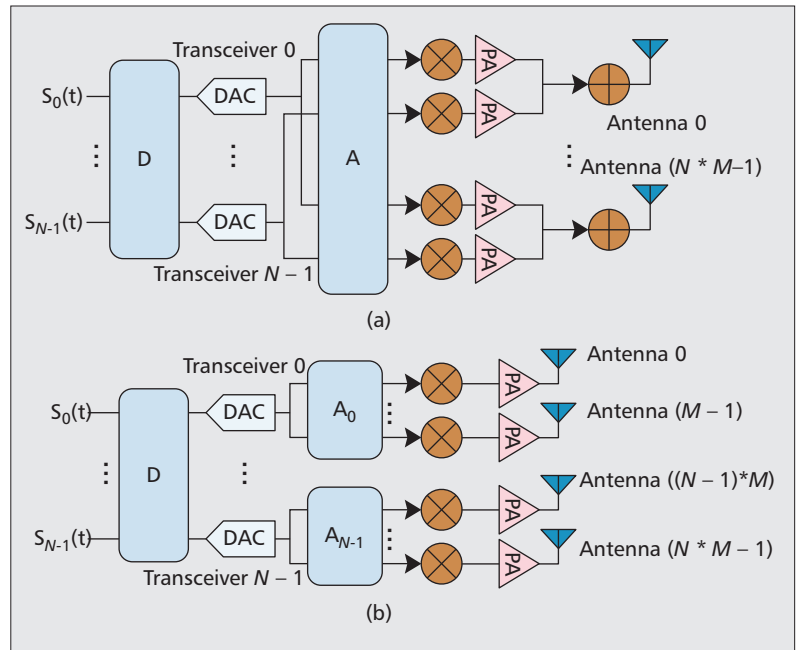 Transceiver 0
S0(t)
DAC
D
A
PA
PA
Antenna 0
Antenna (N * M–1)
SN-1(t)
DAC
PA
PA
Transceiver N – 1
(a)
Transceiver 0
S0(t)
DAC
D
A0
PA
Antenna 0
PA
Antenna (M – 1)
SN-1(t)
DAC
AN-1
PA
Antenna ((N – 1)*M)
PA
Antenna (N * M – 1)
Transceiver N – 1
(b)